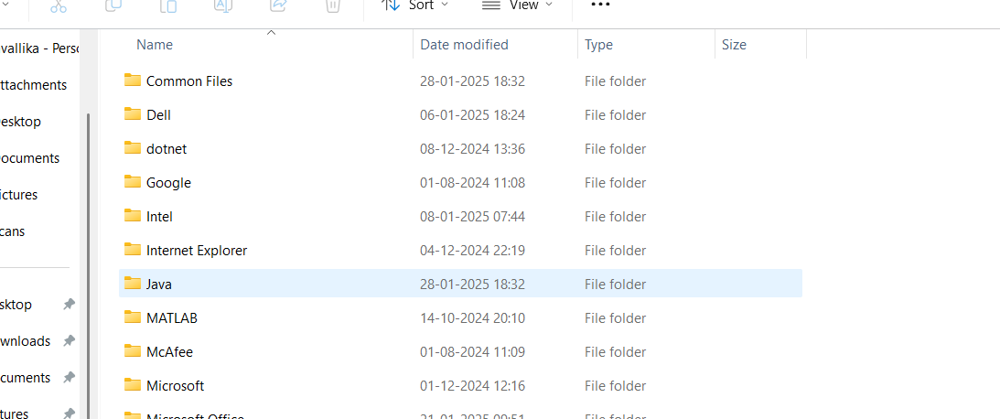 Sort View •••
Name Date modified Type Size
vallika - Pers
ttachments
Common Files 28-01-2025 18:32 File folder
Dell 06-01-2025 18:24 File folder
esktop
dotnet 08-12-2024 13:36 File folder
ocuments
Google 01-08-2024 11:08 File folder
ictures
Intel 08-01-2025 07:44 File folder
cans
Internet Explorer 04-12-2024 22:19 File folder
Java 28-01-2025 18:32 File folder
sktop
MATLAB 14-10-2024 20:10 File folder
wnloads
McAfee 01-08-2024 11:09 File folder
cuments
Microsoft 01-12-2024 12:16 File folder
tures
Microsoft Office 21-01-2025 09:51 File folder